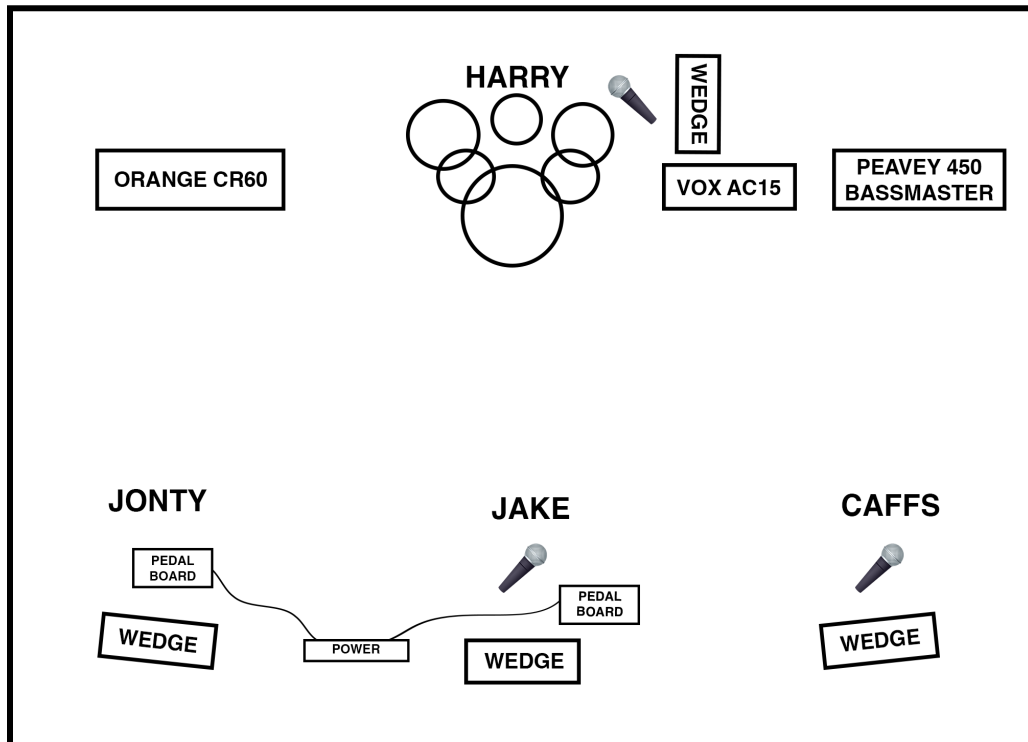 HARRY
WEDGE
ORANGE CR60
VOX AC15
PEAVEY 450
BASSMASTER
JONTY
JAKE
CAFFS
PEDAL
BOARD
PEDAL
BOARD
WEDGE
POWER
WEDGE
WEDGE